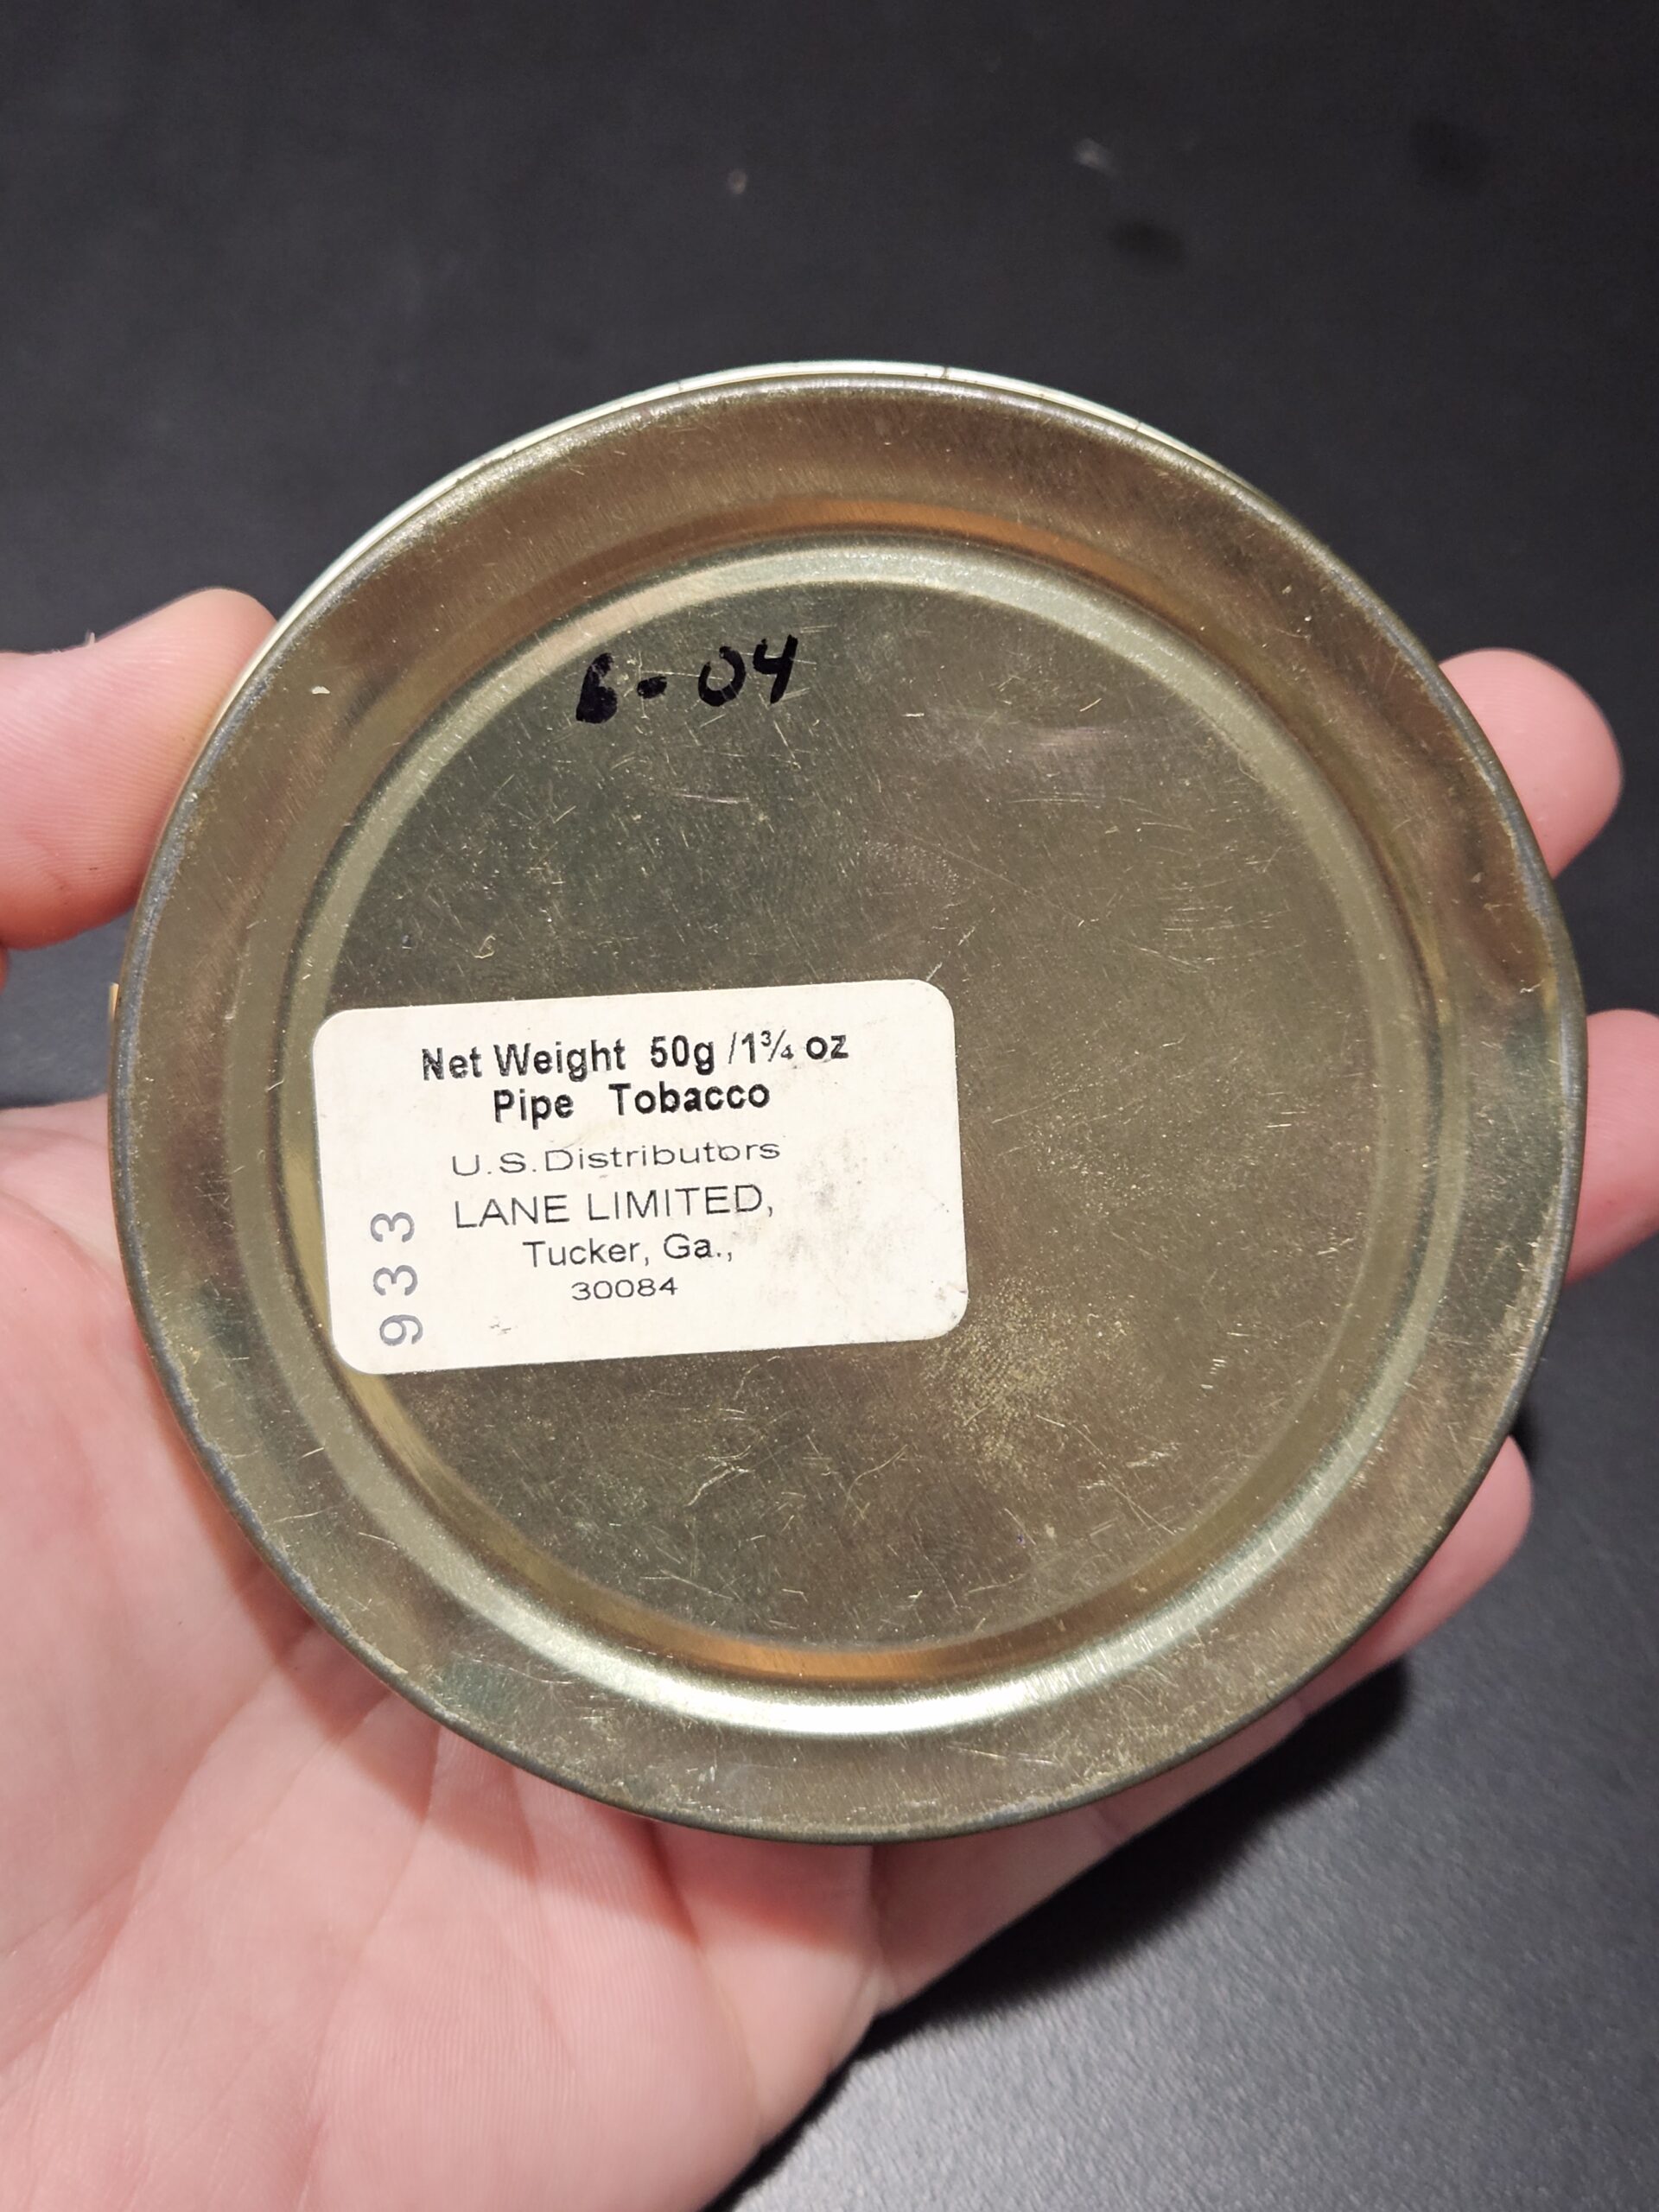 6-04
Net Weight 50g /1¾ oz
Pipe Tobacco
U.S. Distributors
LANE LIMITED,
Tucker, Ga.,
30084
933